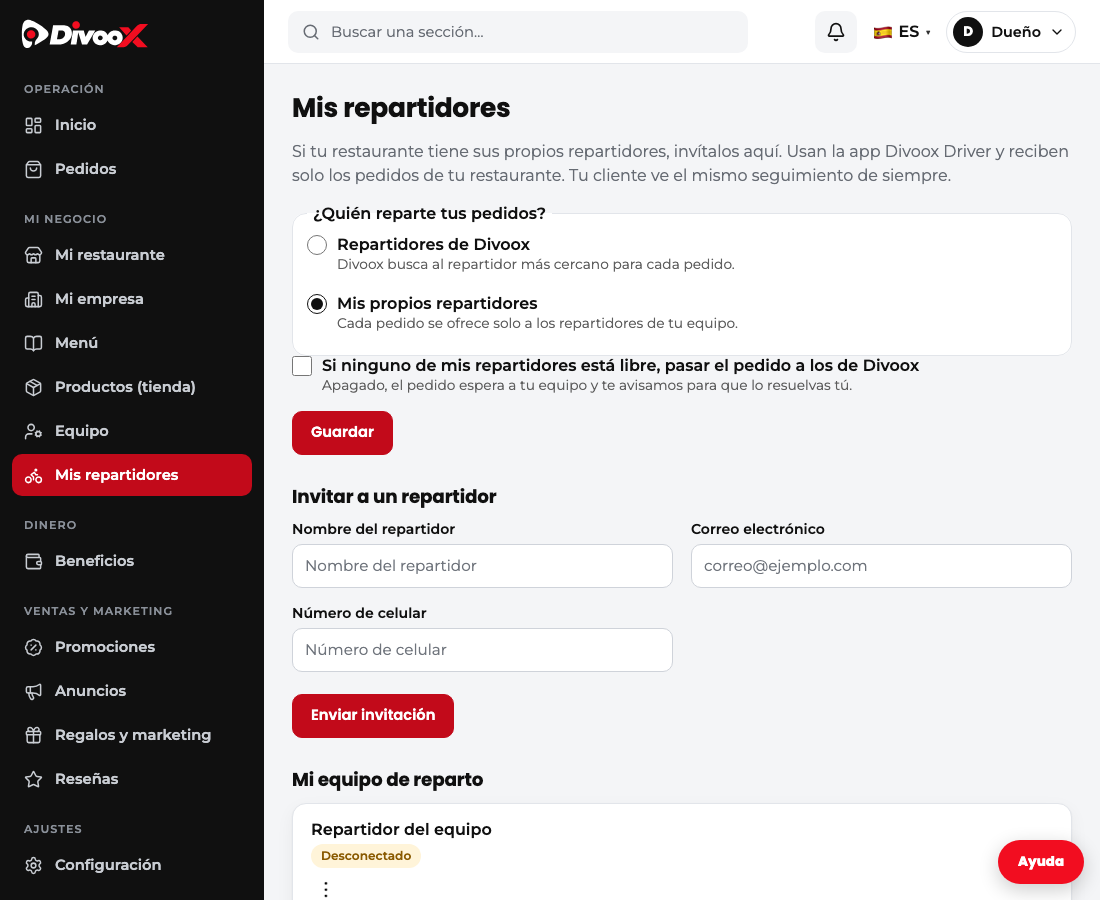 DivooX
OPERACIÓN
Inicio
Pedidos
MI NEGOCIO
Mi restaurante
Mi empresa
Menú
Productos (tienda)
Equipo
Mis repartidores
DINERO
Beneficios
VENTAS Y MARKETING
Promociones
Anuncios
Regalos y marketing
Reseñas
AJUSTES
Configuración
Buscar una sección...
ES
D
Dueño
Mis repartidores
Si tu restaurante tiene sus propios repartidores, invítalos aquí. Usan la app Divoox Driver y reciben
solo los pedidos de tu restaurante. Tu cliente ve el mismo seguimiento de siempre.
¿Quién reparte tus pedidos?
Repartidores de Divoox
Divoox busca al repartidor más cercano para cada pedido.
Mis propios repartidores
Cada pedido se ofrece solo a los repartidores de tu equipo.
Si ninguno de mis repartidores está libre, pasar el pedido a los de Divoox
Apagado, el pedido espera a tu equipo y te avisamos para que lo resuelvas tú.
Guardar
Invitar a un repartidor
Nombre del repartidor
Correo electrónico
Nombre del repartidor
correo@ejemplo.com
Número de celular
Número de celular
Enviar invitación
Mi equipo de reparto
Repartidor del equipo
Desconectado
Ayuda